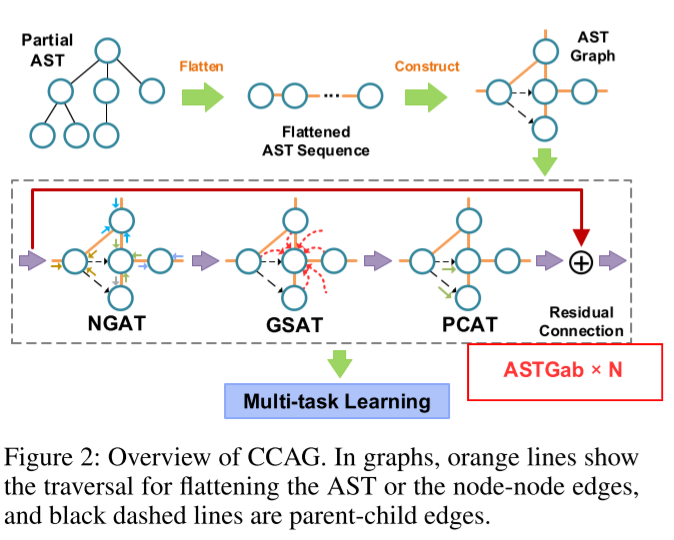 Partial
AST
Flatten
Flattened
AST Sequence
Construct
AST
Graph
NGAT
GSAT
PCAT
Residual
Connection
ASTGab × N
Multi-task Learning
Figure 2: Overview of CCAG. In graphs, orange lines show
the traversal for flattening the AST or the node-node edges,
and black dashed lines are parent-child edges.